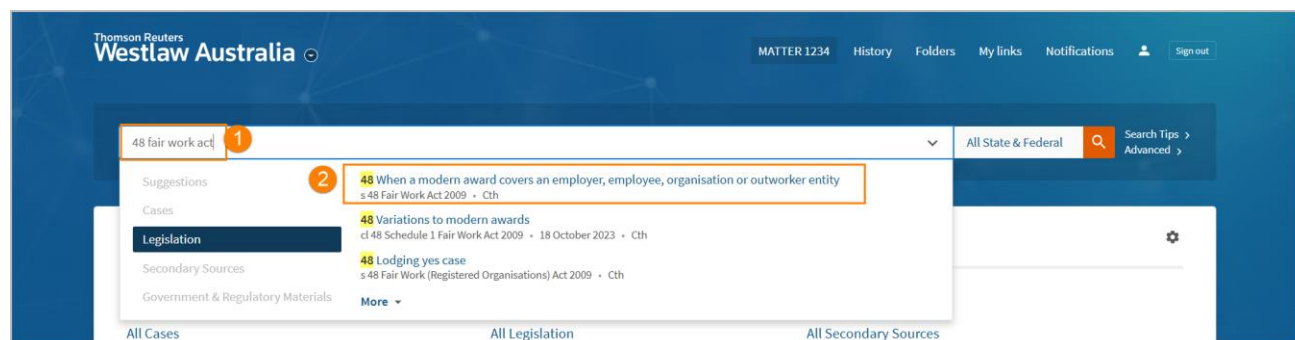 Thomson Reuters
Westlaw Australia
MATTER 1234 History Folders My links Notifications Sign out
48 fair work act 1
All State & Federal
Search Tips >
Advanced >
Suggestions
Cases
Legislation
Secondary Sources
Government & Regulatory Materials
2
48 When a modern award covers an employer, employee, organisation or outworker entity
s 48 Fair Work Act 2009 • Cth
48 Variations to modern awards
cl 48 Schedule 1 Fair Work Act 2009 • 18 October 2023 • Cth
48 Lodging yes case
s 48 Fair Work (Registered Organisations) Act 2009 • Cth
More
All Cases All Legislation All Secondary Sources